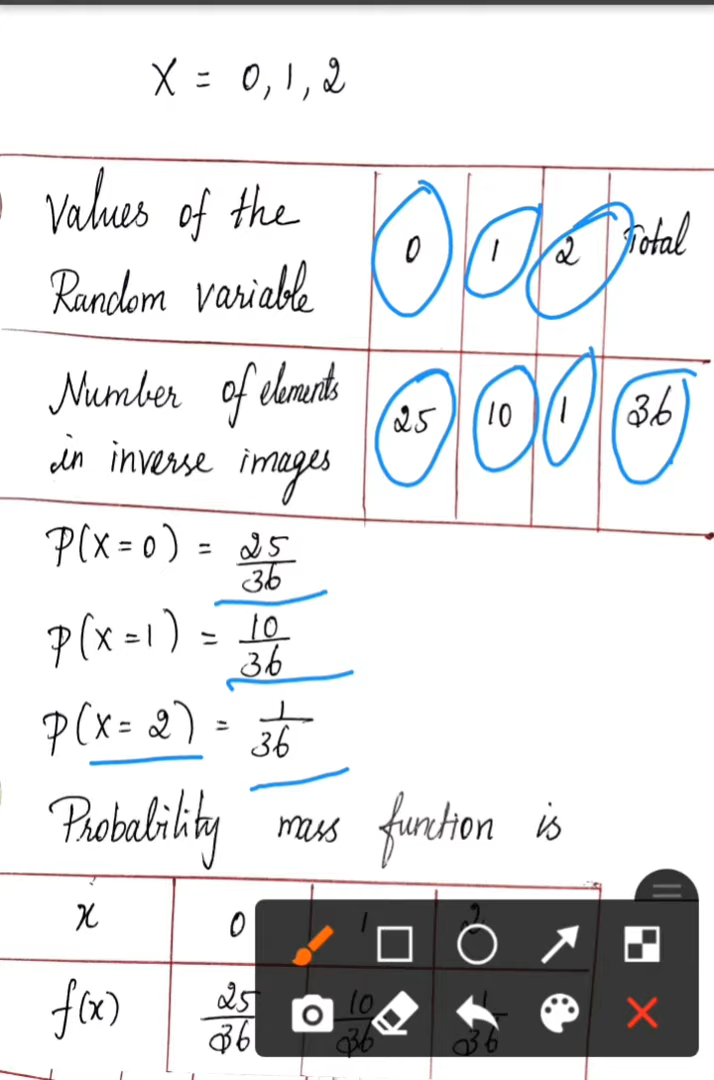 X = 0, 1, 2
Values of the Random variable 0 1 2 Total
Number of elements in inverse images 25 10 1 36
P(X=0) = 25/36
P(X=1) = 10/36
P(X=2) = 1/36
Probability mass function is
x 0 1 2
f(x) 25/36 10/36 1/36